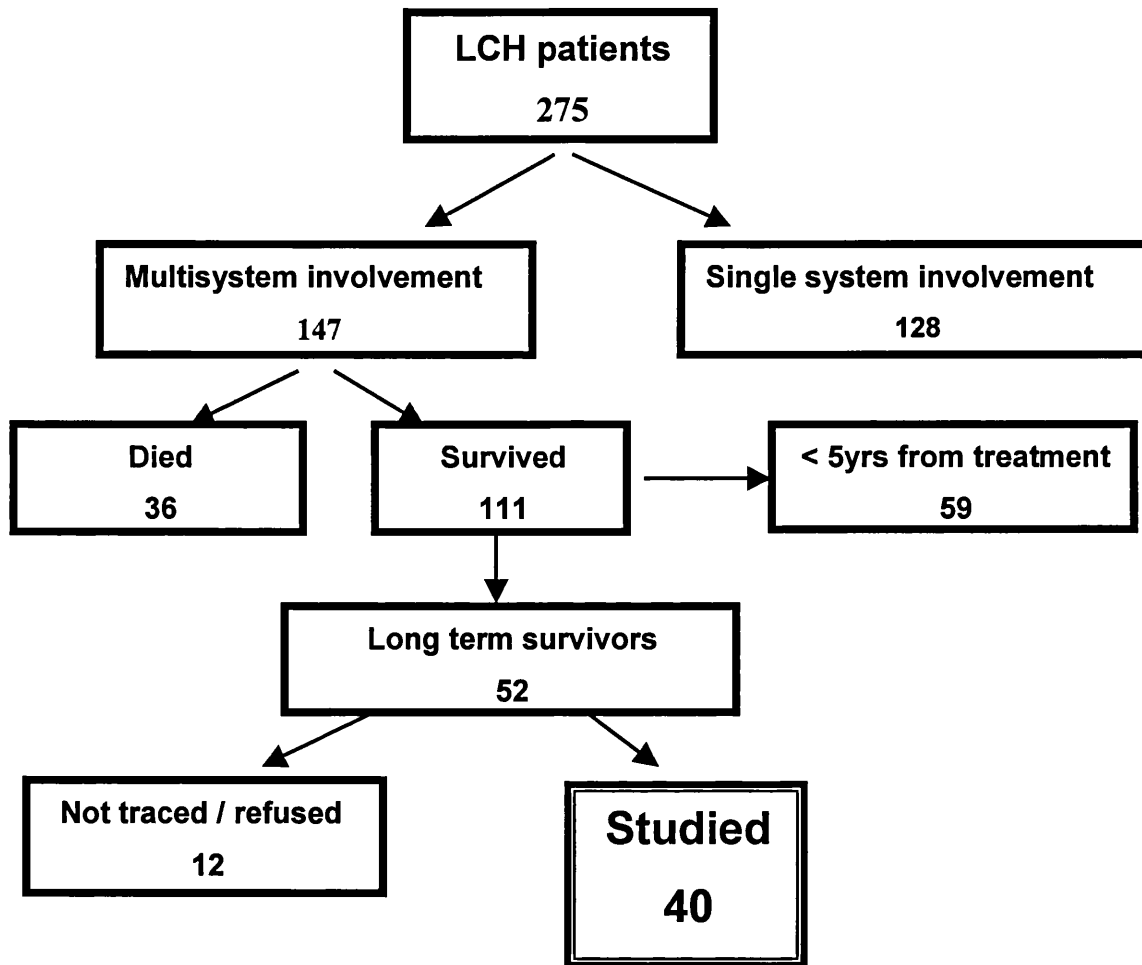 LCH patients
275
Multisystem involvement
147
Single system involvement
128
Died
36
Survived
111
< 5yrs from treatment
59
Long term survivors
52
Not traced / refused
12
Studied
40